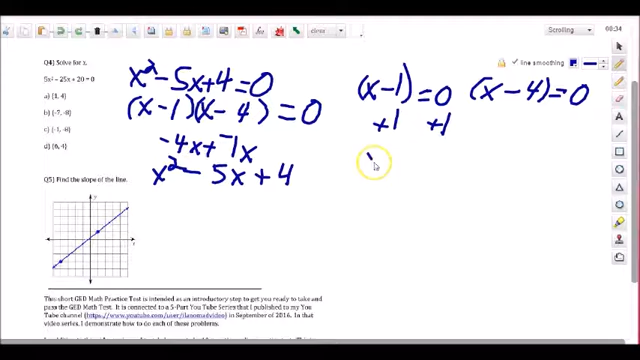 Scrolling
08:34
clrxs
line smoothing
Q4) Solve for x.
5x² – 25x + 20 = 0
a) {1, 4}
b) {-7, -8}
c) {-1, -8}
d) {6, 4}
x² - 5x + 4 = 0
(x - 1)(x - 4) = 0
-4x + -1x
x² - 5x + 4
(x - 1) = 0 (x - 4) = 0
+1 +1
Q5) Find the slope of the line.
y
x
This short GED Math Practice Test is intended as an introductory step to get you ready to take and
pass the GED Math Test. It is connected to a 5-Part You Tube Series that I published to my You
Tube channel (https://www.youtube.com/user/llanomadvideo) in September of 2016. In that
video series, I demonstrate how to do each of these problems.